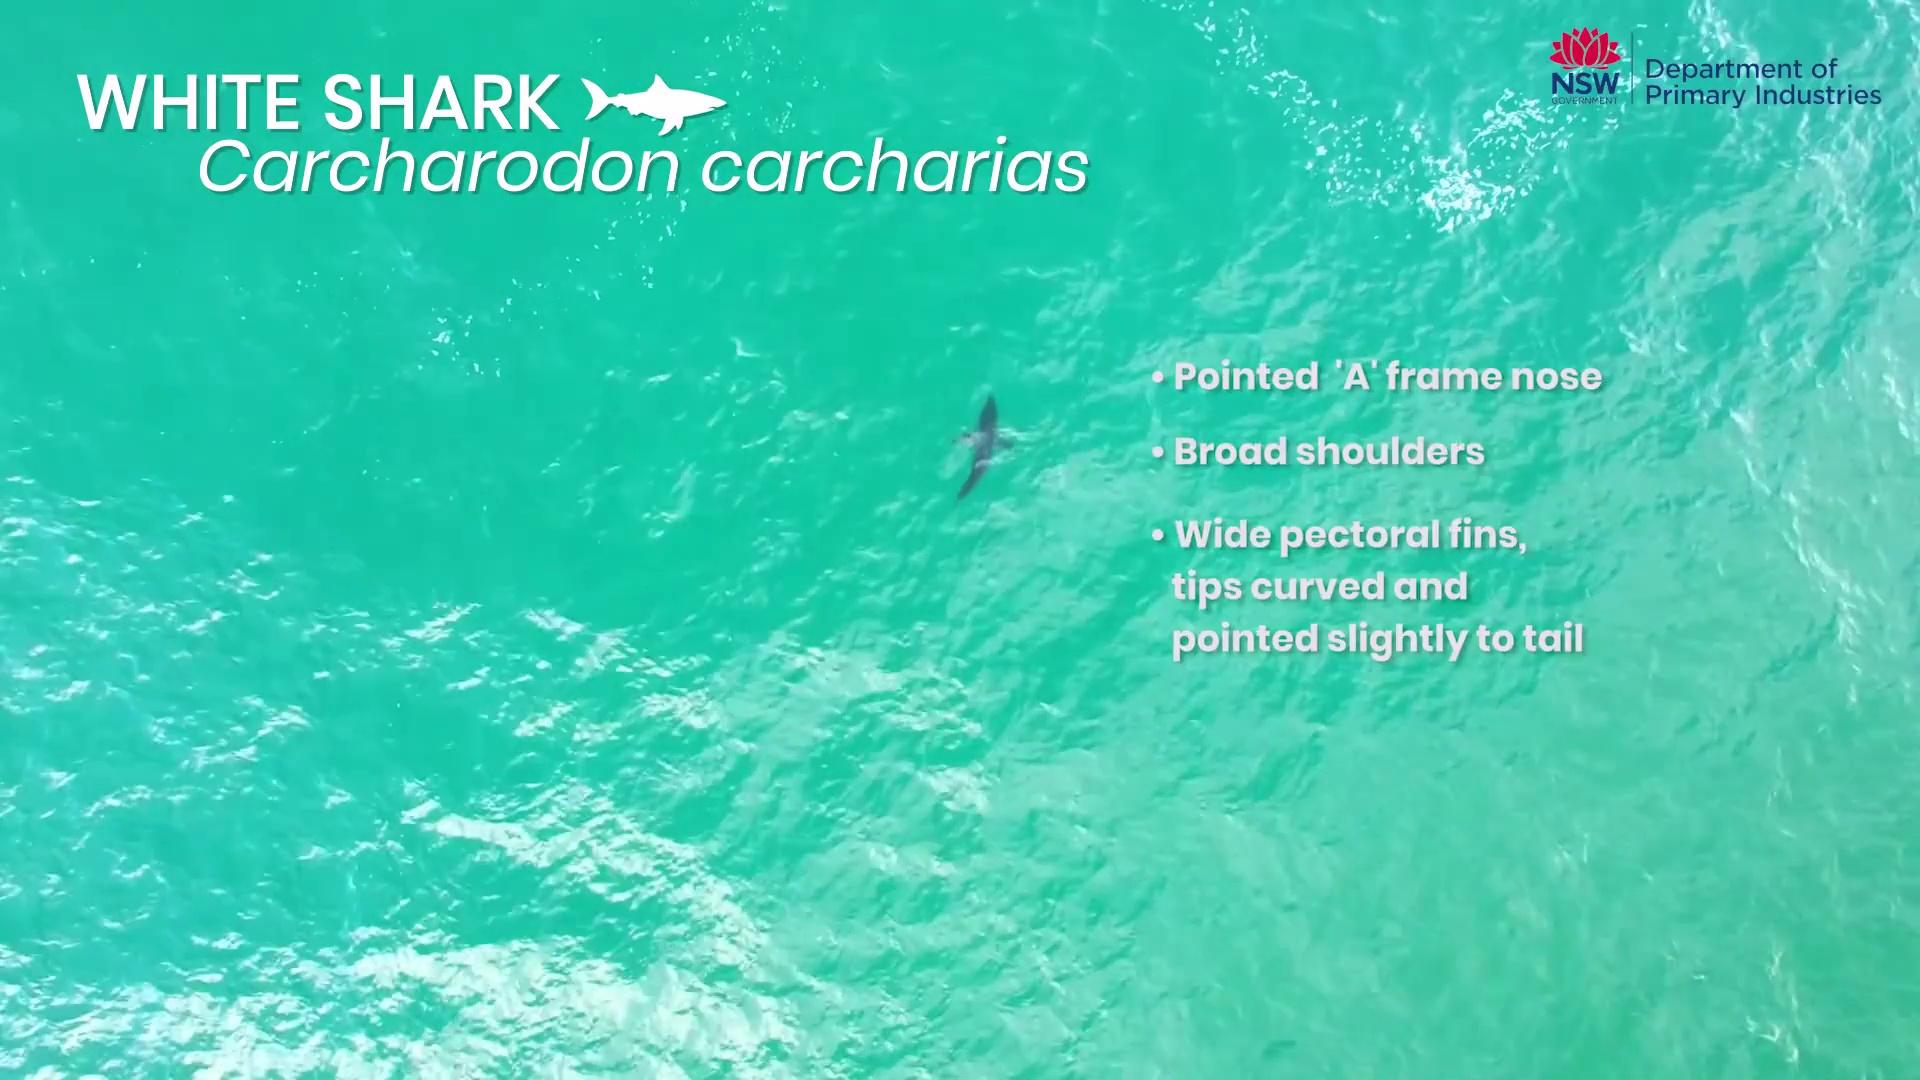 WHITE SHARK
Carcharodon carcharias
NSW
GOVERNMENT
Department of
Primary Industries
• Pointed 'A' frame nose
• Broad shoulders
• Wide pectoral fins,
tips curved and
pointed slightly to tail